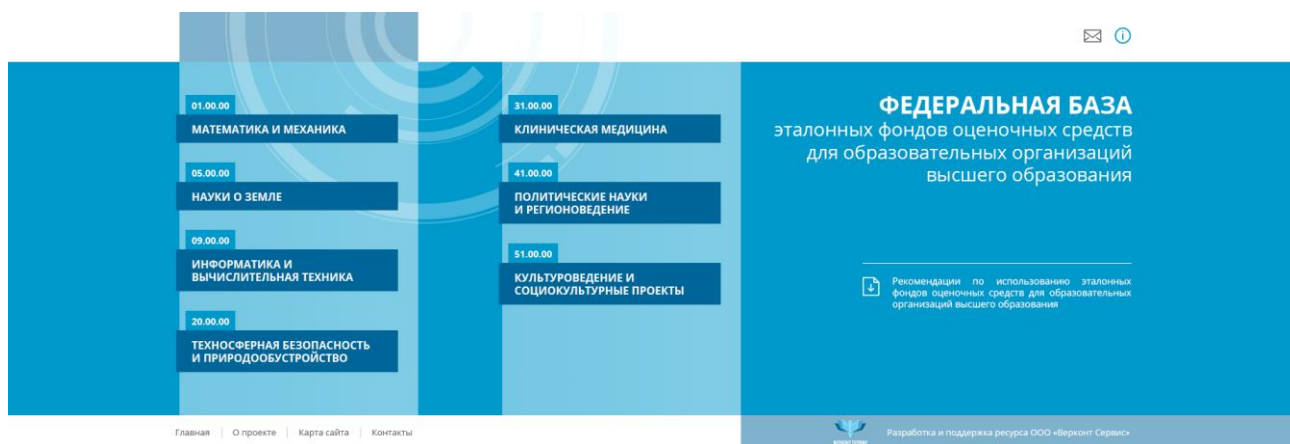 01.00.00
МАТЕМАТИКА И МЕХАНИКА
05.00.00
НАУКИ О ЗЕМЛЕ
09.00.00
ИНФОРМАТИКА И
ВЫЧИСЛИТЕЛЬНАЯ ТЕХНИКА
20.00.00
ТЕХНОСФЕРНАЯ БЕЗОПАСНОСТЬ
И ПРИРОДООБУСТРОЙСТВО
31.00.00
КЛИНИЧЕСКАЯ МЕДИЦИНА
41.00.00
ПОЛИТИЧЕСКИЕ НАУКИ
И РЕГИОНОВЕДЕНИЕ
51.00.00
КУЛЬТУРОВЕДЕНИЕ И
СОЦИОКУЛЬТУРНЫЕ ПРОЕКТЫ
ФЕДЕРАЛЬНАЯ БАЗА
эталонных фондов оценочных средств
для образовательных организаций
высшего образования
Рекомендации по использованию эталонных
фондов оценочных средств для образовательных
организаций высшего образования
Главная | О проекте | Карта сайта | Контакты
ВЕРКОНТ СЕРВИС
Разработка и поддержка ресурса ООО «Верконт Сервис»